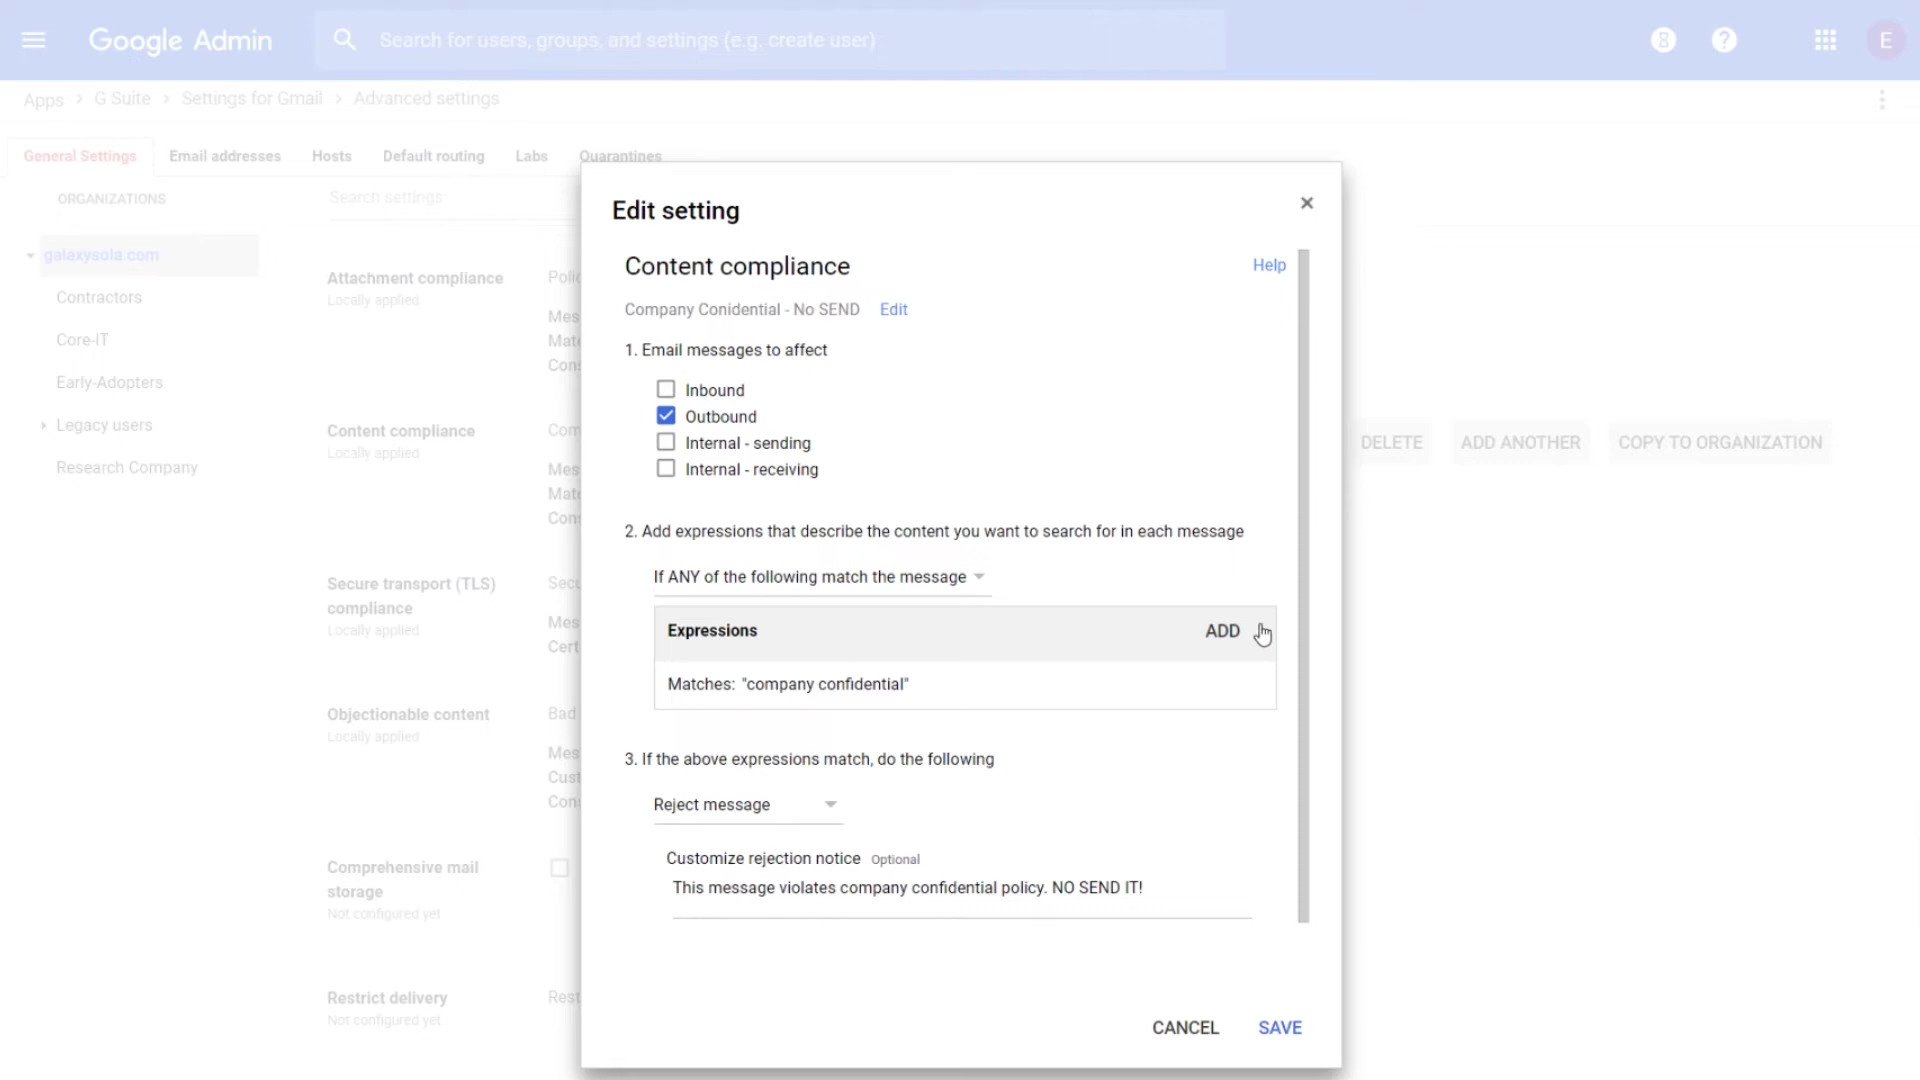 Google Admin
Search for users, groups, and settings (e.g. create user)
8
?
E
Apps > G Suite > Settings for Gmail > Advanced settings
General Settings
Email addresses
Hosts
Default routing
Labs
Quarantines
ORGANIZATIONS
Search settings
galaxysola.com
Contractors
Core-IT
Early-Adopters
Legacy users
Research Company
Attachment compliance
Locally applied
Content compliance
Locally applied
Secure transport (TLS)
compliance
Locally applied
Objectionable content
Locally applied
Comprehensive mail
storage
Not configured yet
Restrict delivery
Not configured yet
Bad
Edit setting
Content compliance
Help
Company Conidential - No SEND Edit
1. Email messages to affect
Inbound
Outbound
Internal - sending
Internal - receiving
2. Add expressions that describe the content you want to search for in each message
If ANY of the following match the message
Expressions
ADD
Matches: "company confidential"
3. If the above expressions match, do the following
Reject message
Customize rejection notice Optional
This message violates company confidential policy. NO SEND IT!
CANCEL
SAVE
DELETE
ADD ANOTHER
COPY TO ORGANIZATION